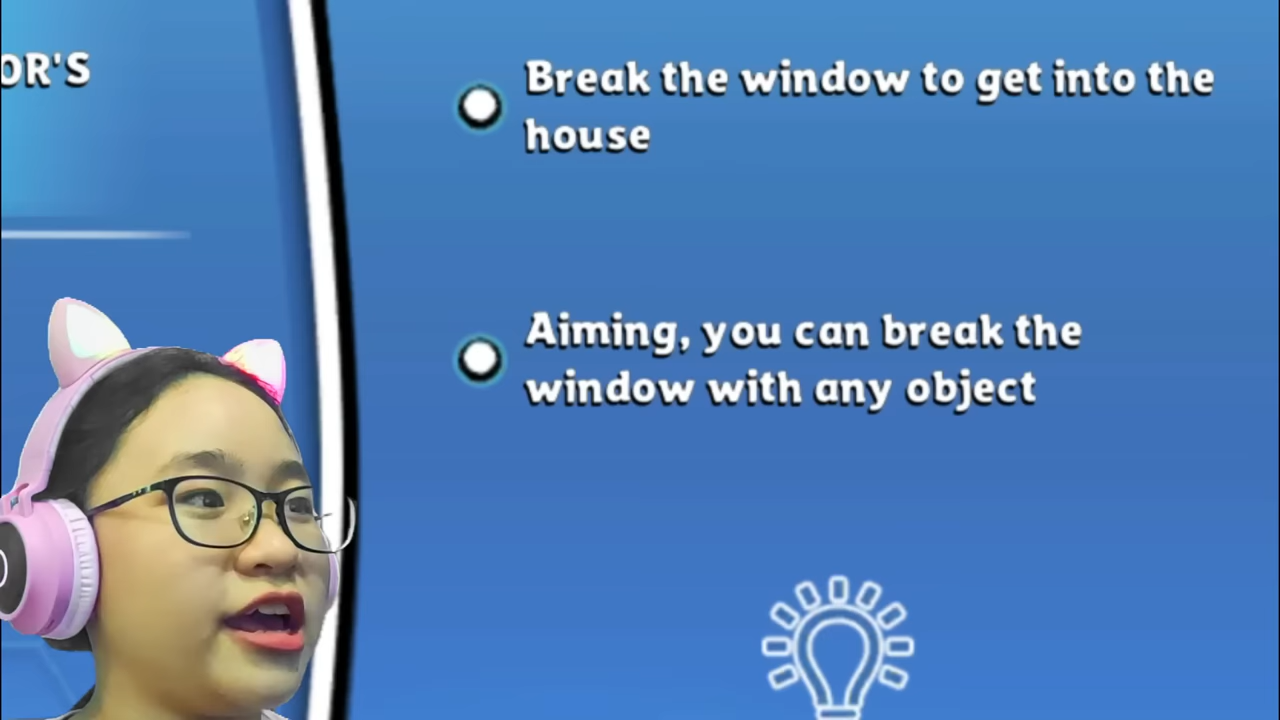 OR'S
Break the window to get into the
house
Aiming, you can break the
window with any object